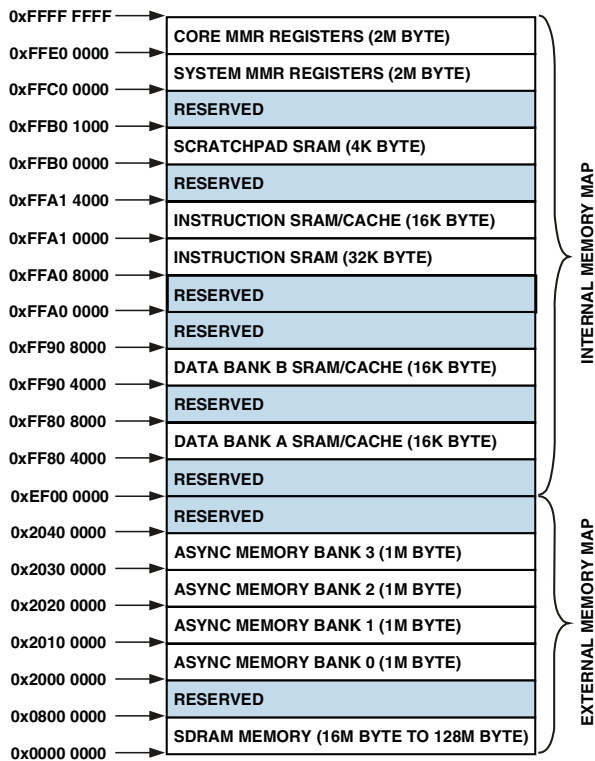 0xFFFF FFFF
CORE MMR REGISTERS (2M BYTE)
0xFFE0 0000
SYSTEM MMR REGISTERS (2M BYTE)
0xFFC0 0000
RESERVED
0xFFB0 1000
SCRATCHPAD SRAM (4K BYTE)
0xFFB0 0000
RESERVED
0xFFA1 4000
INSTRUCTION SRAM/CACHE (16K BYTE)
0xFFA1 0000
INSTRUCTION SRAM (32K BYTE)
0xFFA0 8000
RESERVED
0xFFA0 0000
RESERVED
0xFF90 8000
DATA BANK B SRAM/CACHE (16K BYTE)
0xFF90 4000
RESERVED
0xFF80 8000
DATA BANK A SRAM/CACHE (16K BYTE)
0xFF80 4000
RESERVED
0xEF00 0000
RESERVED
0x2040 0000
ASYNC MEMORY BANK 3 (1M BYTE)
0x2030 0000
ASYNC MEMORY BANK 2 (1M BYTE)
0x2020 0000
ASYNC MEMORY BANK 1 (1M BYTE)
0x2010 0000
ASYNC MEMORY BANK 0 (1M BYTE)
0x2000 0000
RESERVED
0x0800 0000
SDRAM MEMORY (16M BYTE TO 128M BYTE)
0x0000 0000
INTERNAL MEMORY MAP
EXTERNAL MEMORY MAP